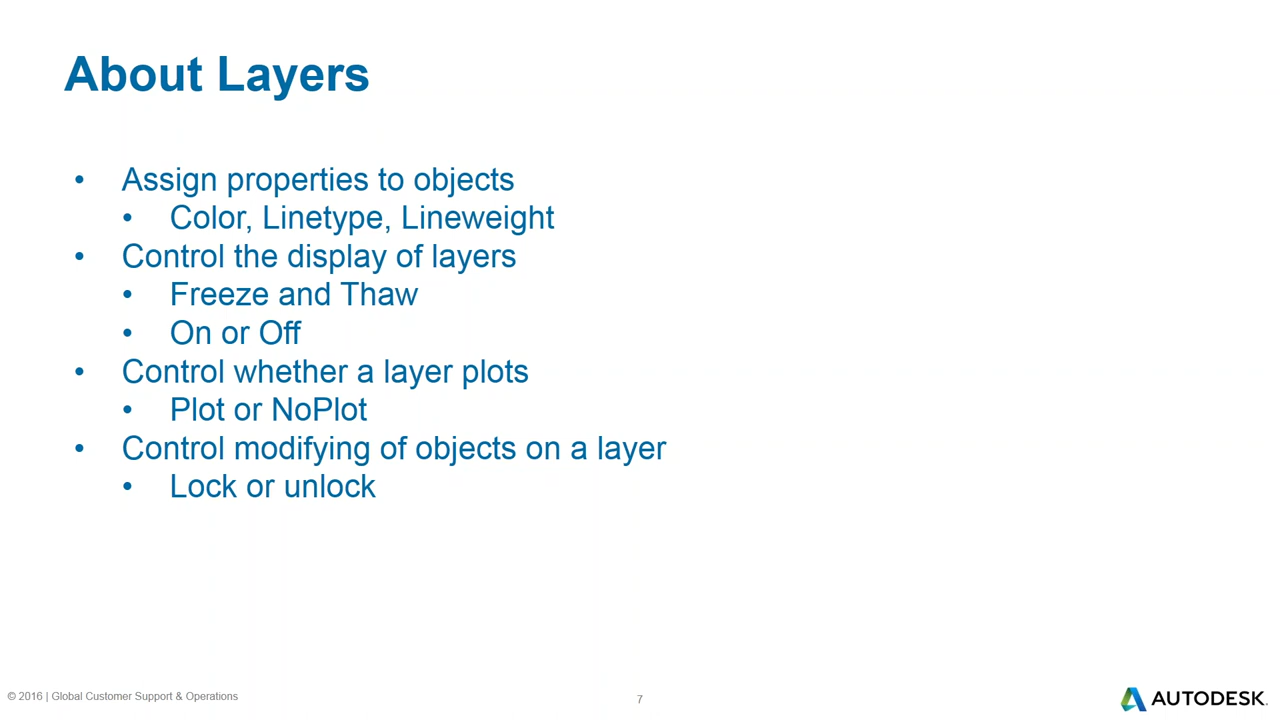 About Layers
• Assign properties to objects
• Color, Linetype, Lineweight
• Control the display of layers
• Freeze and Thaw
• On or Off
• Control whether a layer plots
• Plot or NoPlot
• Control modifying of objects on a layer
• Lock or unlock
© 2016 | Global Customer Support & Operations
7
AUTODESK.